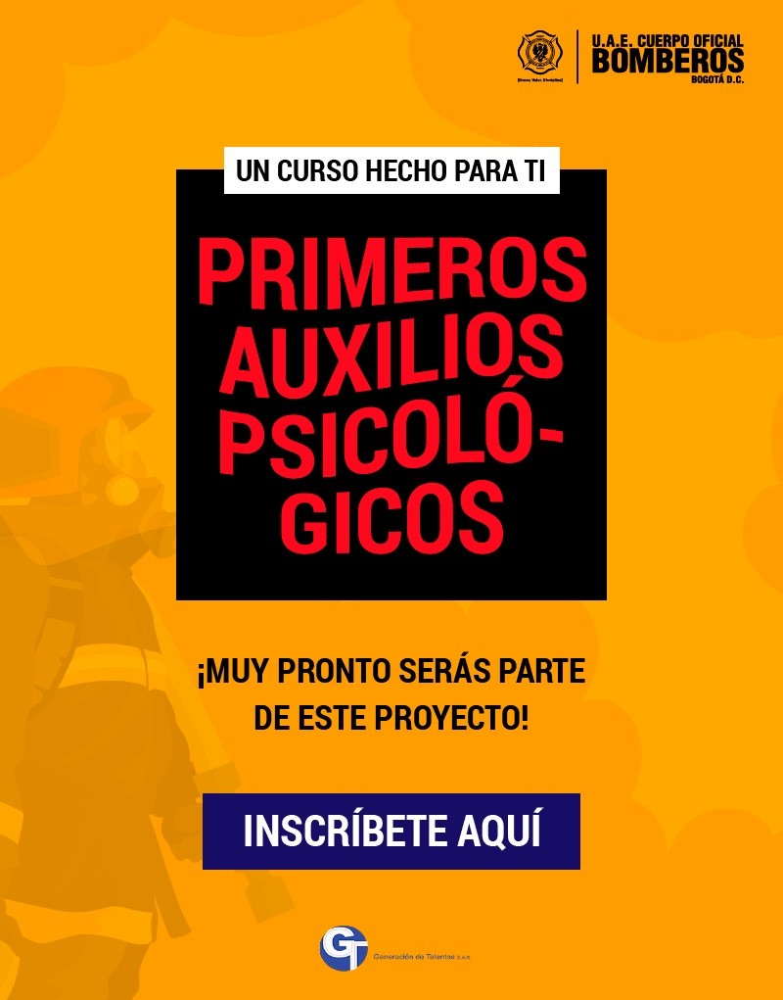 U.A.E. CUERPO OFICIAL
BOMBEROS
BOGOTÁ D.C.
UN CURSO HECHO PARA TI
PRIMEROS
AUXILIOS
PSICOLÓ-
GICOS
¡MUY PRONTO SERÁS PARTE
DE ESTE PROYECTO!
INSCRÍBETE AQUÍ
GT
Generación de Talentos S.A.S.